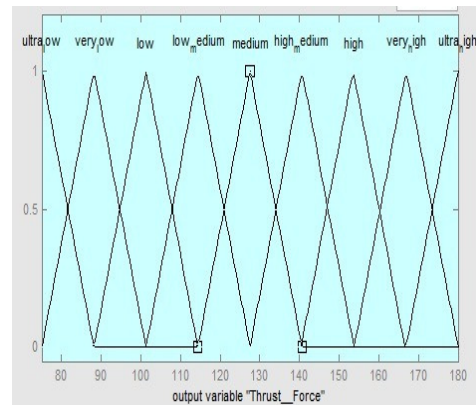 ultra_low very_low low low_medium medium high_medium high very_high ultra_high
1
0.5
0
80 90 100 110 120 130 140 150 160 170 180
output variable "Thrust__Force"